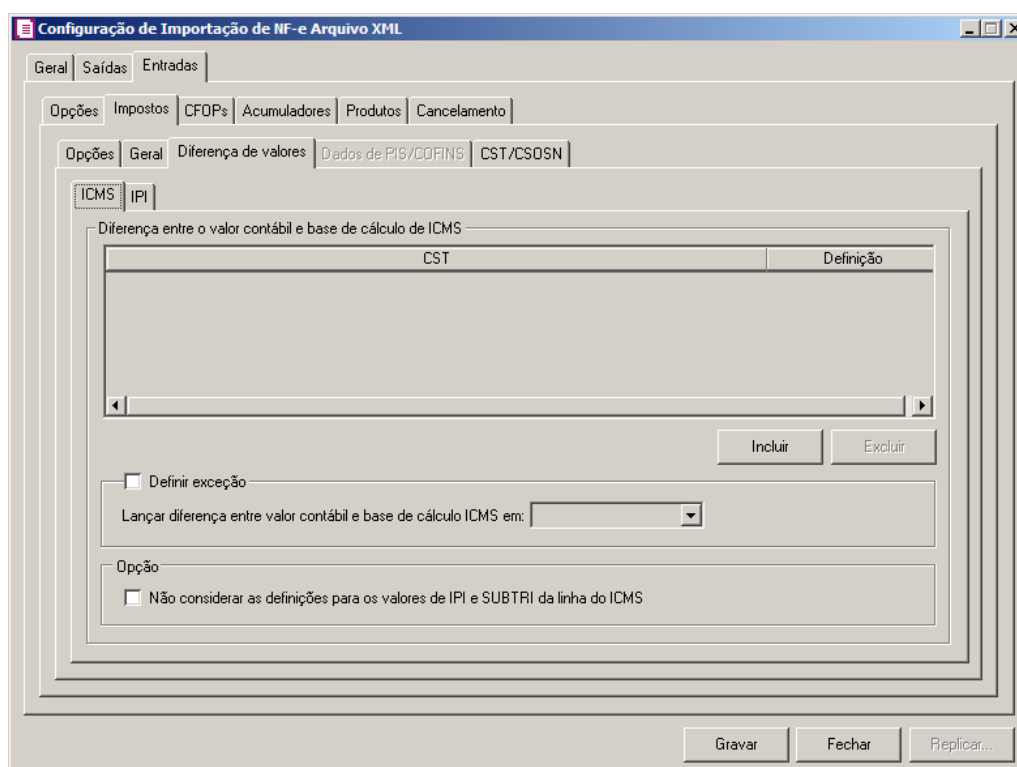 Configuração de Importação de NF-e Arquivo XML
Geral Saídas Entradas
Opções Impostos CFOPs Acumuladores Produtos Cancelamento
Opções Geral Diferença de valores Dados de PIS/COFINS CST/CSOSN
ICMS IPI
Diferença entre o valor contábil e base de cálculo de ICMS
CST Definição
Incluir Excluir
Definir exceção
Lançar diferença entre valor contábil e base de cálculo ICMS em:
Opção
Não considerar as definições para os valores de IPI e SUBTRI da linha do ICMS
Gravar Fechar Replicar...